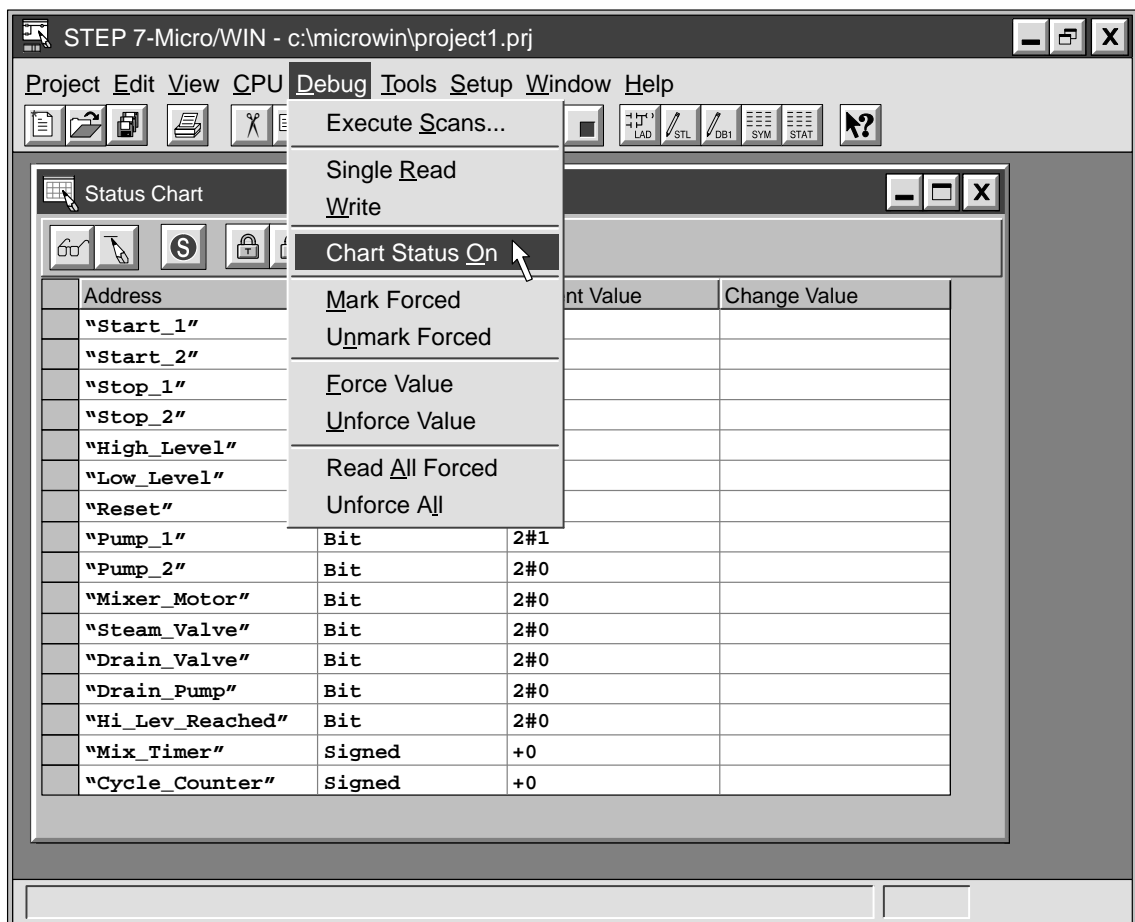 STEP 7-Micro/WIN - c:\microwin\project1.prj
Project Edit View CPU Debug Tools Setup Window Help
LAD STL DB1 SYM STAT
Execute Scans...
Single Read
Write
Chart Status On
Mark Forced
Unmark Forced
Force Value
Unforce Value
Read All Forced
Unforce All
Status Chart
S T
Address nt Value Change Value
“Start_1”
“Start_2”
“Stop_1”
“Stop_2”
“High_Level”
“Low_Level”
“Reset”
“Pump_1” Bit 2#1
“Pump_2” Bit 2#0
“Mixer_Motor” Bit 2#0
“Steam_Valve” Bit 2#0
“Drain_Valve” Bit 2#0
“Drain_Pump” Bit 2#0
“Hi_Lev_Reached” Bit 2#0
“Mix_Timer” Signed +0
“Cycle_Counter” Signed +0